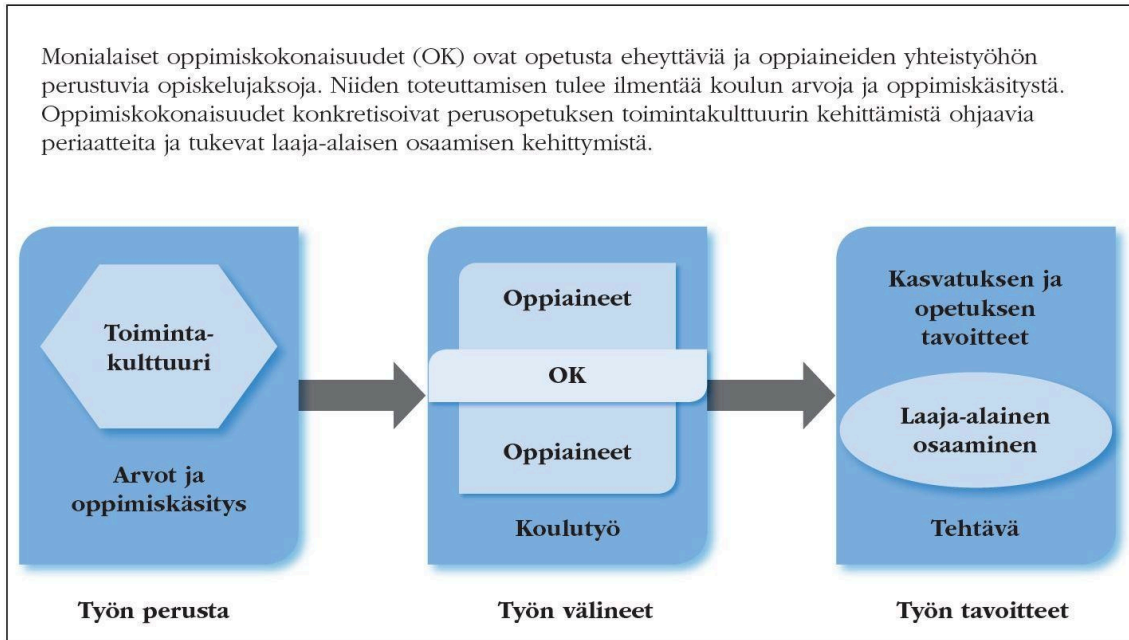 Monialaiset oppimiskokonaisuudet (OK) ovat opetusta eheyttäviä ja oppiaineiden yhteistyöhön
perustuvia opiskelujaksoja. Niiden toteuttamisen tulee ilmentää koulun arvoja ja oppimiskäsitystä.
Oppimiskokonaisuudet konkretisoivat perusopetuksen toimintakulttuurin kehittämistä ohjaavia
periaatteita ja tukevat laaja-alaisen osaamisen kehittymistä.
Toiminta-
kulttuuri
Arvot ja
oppimiskäsitys
Työn perusta
Oppiaineet
OK
Oppiaineet
Koulutyö
Työn välineet
Kasvatuksen ja
opetuksen
tavoitteet
Laaja-alainen
osaaminen
Tehtävä
Työn tavoitteet